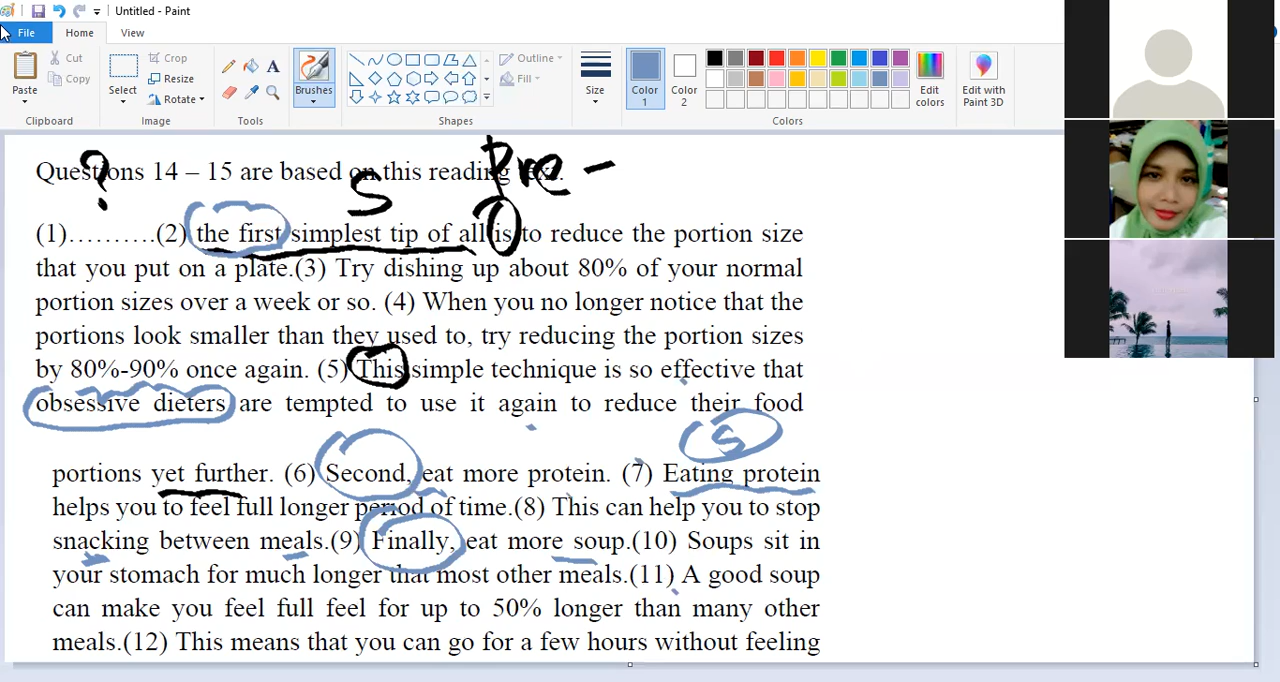 Untitled - Paint
File Home View
Paste Cut Copy Clipboard
Select Crop Resize Rotate Image
Tools
Brushes
Outline Fill Shapes
Size
Color 1 Color 2 Edit colors Colors
Edit with Paint 3D
? S Pre -
Questions 14 – 15 are based on this reading text.
(1)……….(2) the first simplest tip of all is to reduce the portion size
that you put on a plate.(3) Try dishing up about 80% of your normal
portion sizes over a week or so. (4) When you no longer notice that the
portions look smaller than they used to, try reducing the portion sizes
by 80%-90% once again. (5) This simple technique is so effective that
obsessive dieters are tempted to use it again to reduce their food
S
portions yet further. (6) Second, eat more protein. (7) Eating protein
helps you to feel full longer period of time.(8) This can help you to stop
snacking between meals.(9) Finally, eat more soup.(10) Soups sit in
your stomach for much longer that most other meals.(11) A good soup
can make you feel full feel for up to 50% longer than many other
meals.(12) This means that you can go for a few hours without feeling